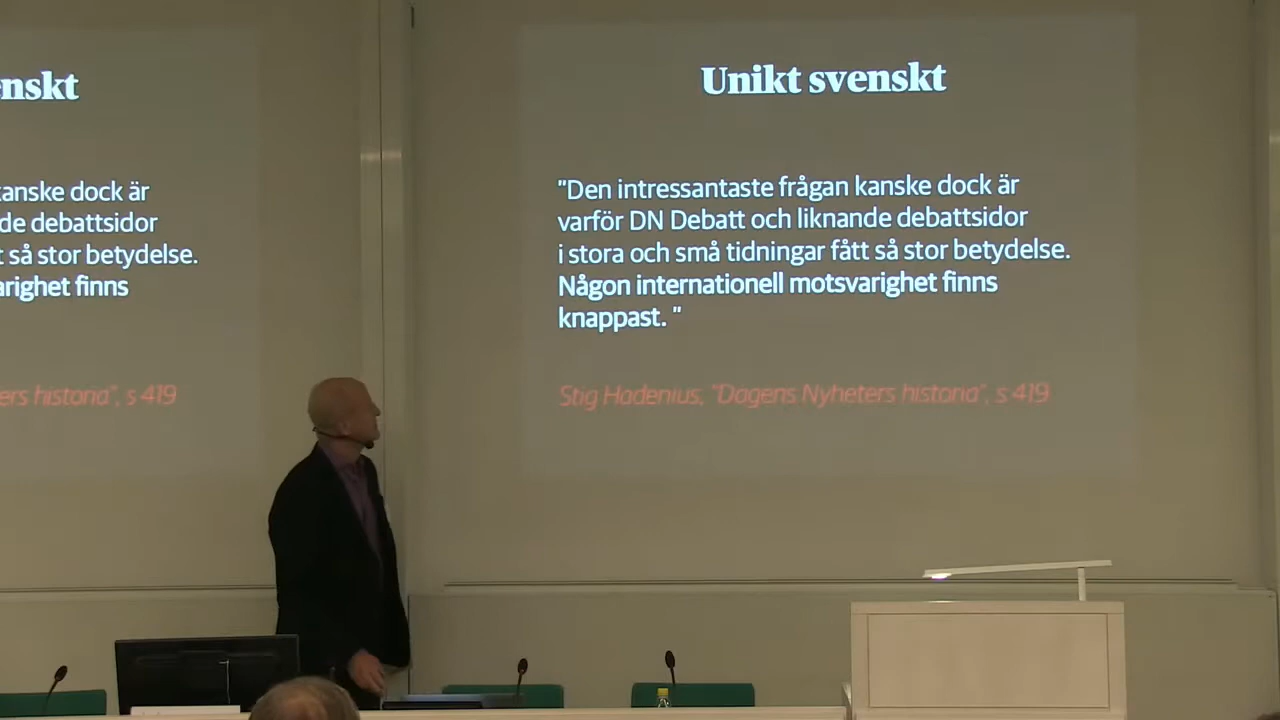 enskt
kanske dock är
de debattsidor
t så stor betydelse.
arighet finns
ers historia", s 419
Unikt svenskt
"Den intressantaste frågan kanske dock är
varför DN Debatt och liknande debattsidor
i stora och små tidningar fått så stor betydelse.
Någon internationell motsvarighet finns
knappast. "
Stig Hadenius, "Dagens Nyheters historia", s 419